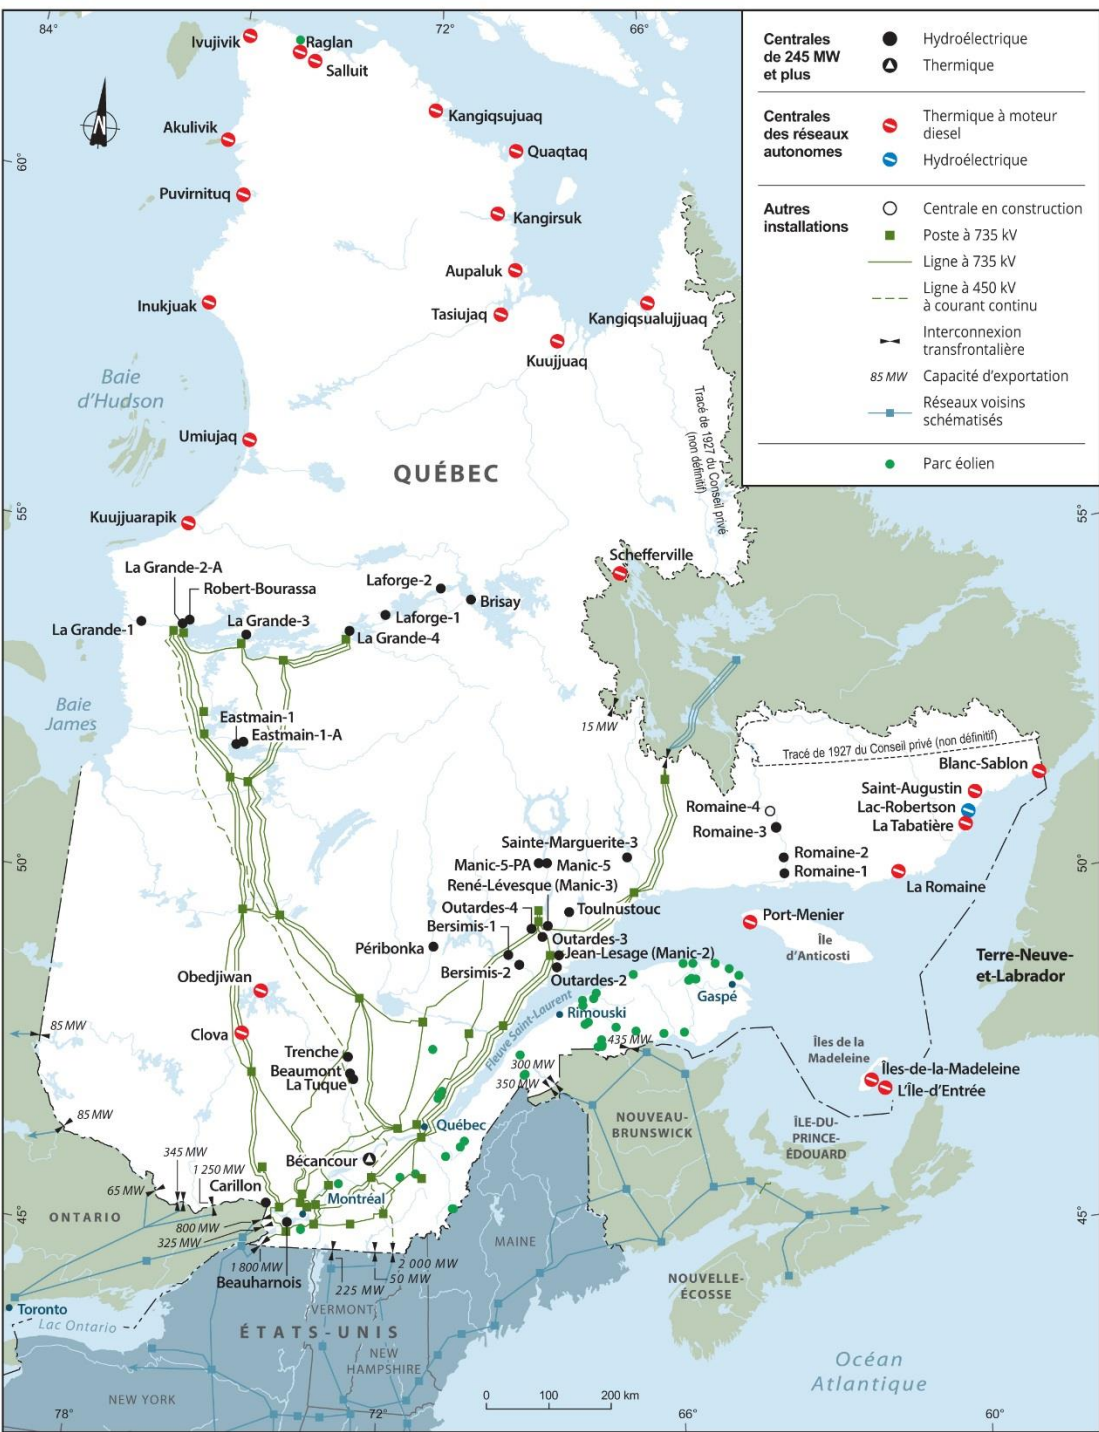 84°
72°
66°
Centrales
de 245 MW
et plus
Hydroélectrique
Thermique
Centrales
des réseaux
autonomes
Thermique à moteur
diesel
Hydroélectrique
Autres
installations
Centrale en construction
Poste à 735 kV
Ligne à 735 kV
Ligne à 450 kV
à courant continu
Interconnexion
transfrontalière
85 MW
Capacité d'exportation
Réseaux voisins
schématisés
Parc éolien
N
Ivujivik
Raglan
Salluit
Kangiqsujuaq
Akulivik
Quaqtaq
60°
Puvirnituq
Kangirsuk
Aupaluk
Inukjuak
Tasiujaq
Kangiqsualujjuaq
Kuujjuaq
Baie
d'Hudson
Tracé de 1927 du Conseil privé
(non définitif)
Umiujaq
QUÉBEC
55°
55°
Kuujjuarapik
Schefferville
La Grande-2-A
Robert-Bourassa
Laforge-2
Brisay
La Grande-1
La Grande-3
Laforge-1
La Grande-4
Baie
James
15 MW
Eastmain-1
Eastmain-1-A
Tracé de 1927 du Conseil privé (non définitif)
Blanc-Sablon
Saint-Augustin
Lac-Robertson
La Tabatière
Romaine-4
Romaine-3
Sainte-Marguerite-3
50°
50°
Manic-5-PA
Manic-5
Romaine-2
Romaine-1
René-Lévesque (Manic-3)
La Romaine
Outardes-4
Toulnustouc
Bersimis-1
Port-Menier
Péribonka
Outardes-3
Jean-Lesage (Manic-2)
Île
d'Anticosti
Terre-Neuve-
et-Labrador
Bersimis-2
Outardes-2
Obedjiwan
Gaspé
Fleuve Saint-Laurent
Rimouski
85 MW
Clova
435 MW
Îles de la
Madeleine
Trenche
Beaumont
La Tuque
300 MW
350 MW
Îles-de-la-Madeleine
L'Île-d'Entrée
85 MW
NOUVEAU-
BRUNSWICK
ÎLE-DU-
PRINCE-
ÉDOUARD
Québec
345 MW
1 250 MW
Bécancour
65 MW
Carillon
Montréal
45°
45°
ONTARIO
800 MW
325 MW
1 800 MW
MAINE
2 000 MW
50 MW
225 MW
Beauharnois
NOUVELLE-
ÉCOSSE
Toronto
Lac Ontario
VERMONT
ÉTATS-UNIS
NEW
HAMPSHIRE
NEW YORK
Océan
Atlantique
0
100
200 km
78°
72°
66°
60°